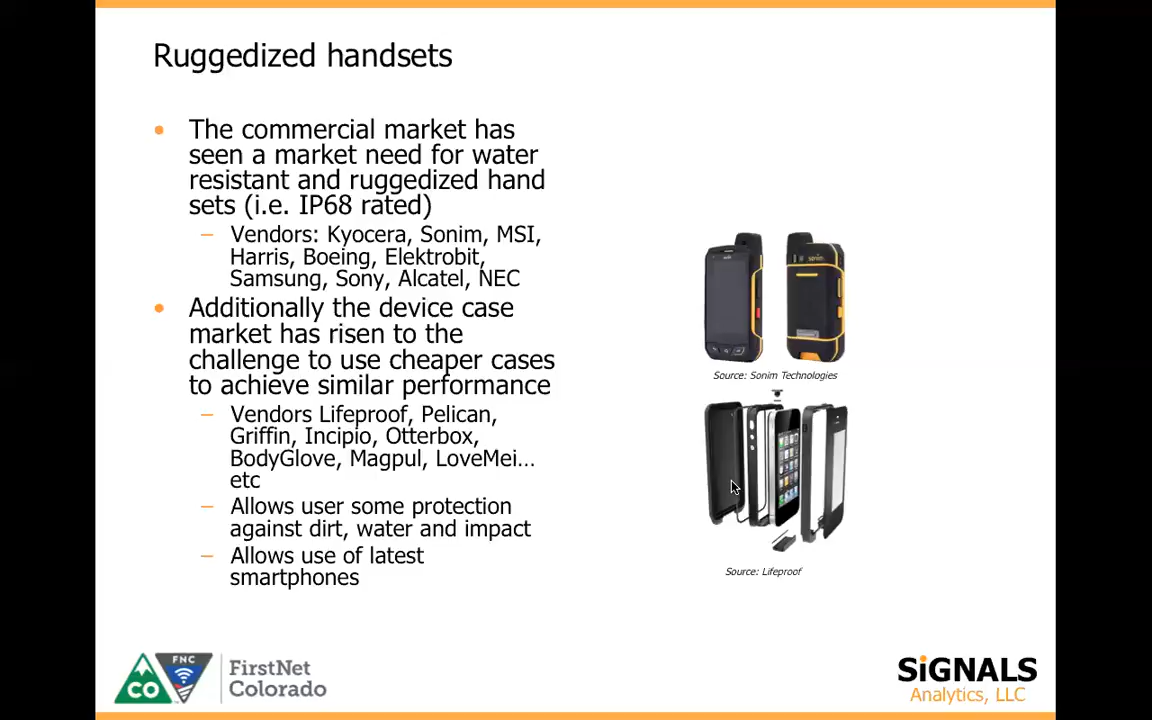 Ruggedized handsets
• The commercial market has
seen a market need for water
resistant and ruggedized hand
sets (i.e. IP68 rated)
– Vendors: Kyocera, Sonim, MSI,
Harris, Boeing, Elektrobit,
Samsung, Sony, Alcatel, NEC
• Additionally the device case
market has risen to the
challenge to use cheaper cases
to achieve similar performance
– Vendors Lifeproof, Pelican,
Griffin, Incipio, Otterbox,
BodyGlove, Magpul, LoveMei...
etc
– Allows user some protection
against dirt, water and impact
– Allows use of latest
smartphones
Source: Sonim Technologies
Source: Lifeproof
CO
FNC
FirstNet
Colorado
SiGNALS
Analytics, LLC